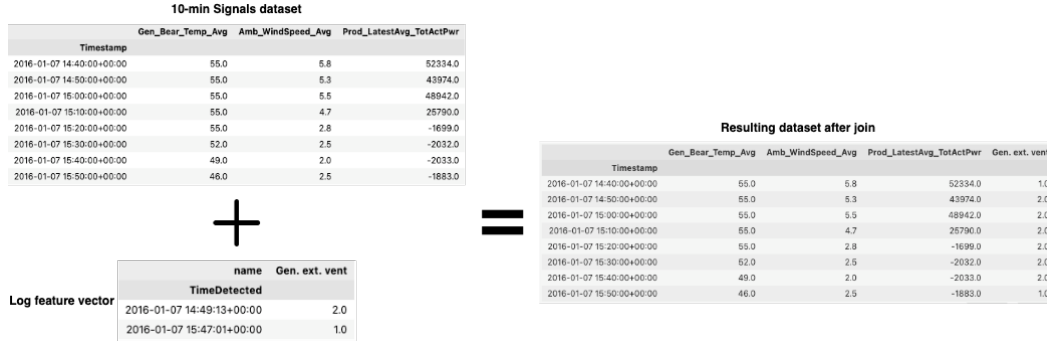 10-min Signals dataset
Gen_Bear_Temp_Avg Amb_WindSpeed_Avg Prod_LatestAvg_TotActPwr
Timestamp
2016-01-07 14:40:00+00:00 55.0 5.8 52334.0
2016-01-07 14:50:00+00:00 55.0 5.3 43974.0
2016-01-07 15:00:00+00:00 55.0 5.5 48942.0
2016-01-07 15:10:00+00:00 55.0 4.7 25790.0
2016-01-07 15:20:00+00:00 55.0 2.8 -1699.0
2016-01-07 15:30:00+00:00 52.0 2.5 -2032.0
2016-01-07 15:40:00+00:00 49.0 2.0 -2033.0
2016-01-07 15:50:00+00:00 46.0 2.5 -1883.0
+
Log feature vector
name Gen. ext. vent
TimeDetected
2016-01-07 14:49:13+00:00 2.0
2016-01-07 15:47:01+00:00 1.0
=
Resulting dataset after join
Gen_Bear_Temp_Avg Amb_WindSpeed_Avg Prod_LatestAvg_TotActPwr Gen. ext. vent
Timestamp
2016-01-07 14:40:00+00:00 55.0 5.8 52334.0 1.0
2016-01-07 14:50:00+00:00 55.0 5.3 43974.0 2.0
2016-01-07 15:00:00+00:00 55.0 5.5 48942.0 2.0
2016-01-07 15:10:00+00:00 55.0 4.7 25790.0 2.0
2016-01-07 15:20:00+00:00 55.0 2.8 -1699.0 2.0
2016-01-07 15:30:00+00:00 52.0 2.5 -2032.0 2.0
2016-01-07 15:40:00+00:00 49.0 2.0 -2033.0 2.0
2016-01-07 15:50:00+00:00 46.0 2.5 -1883.0 1.0